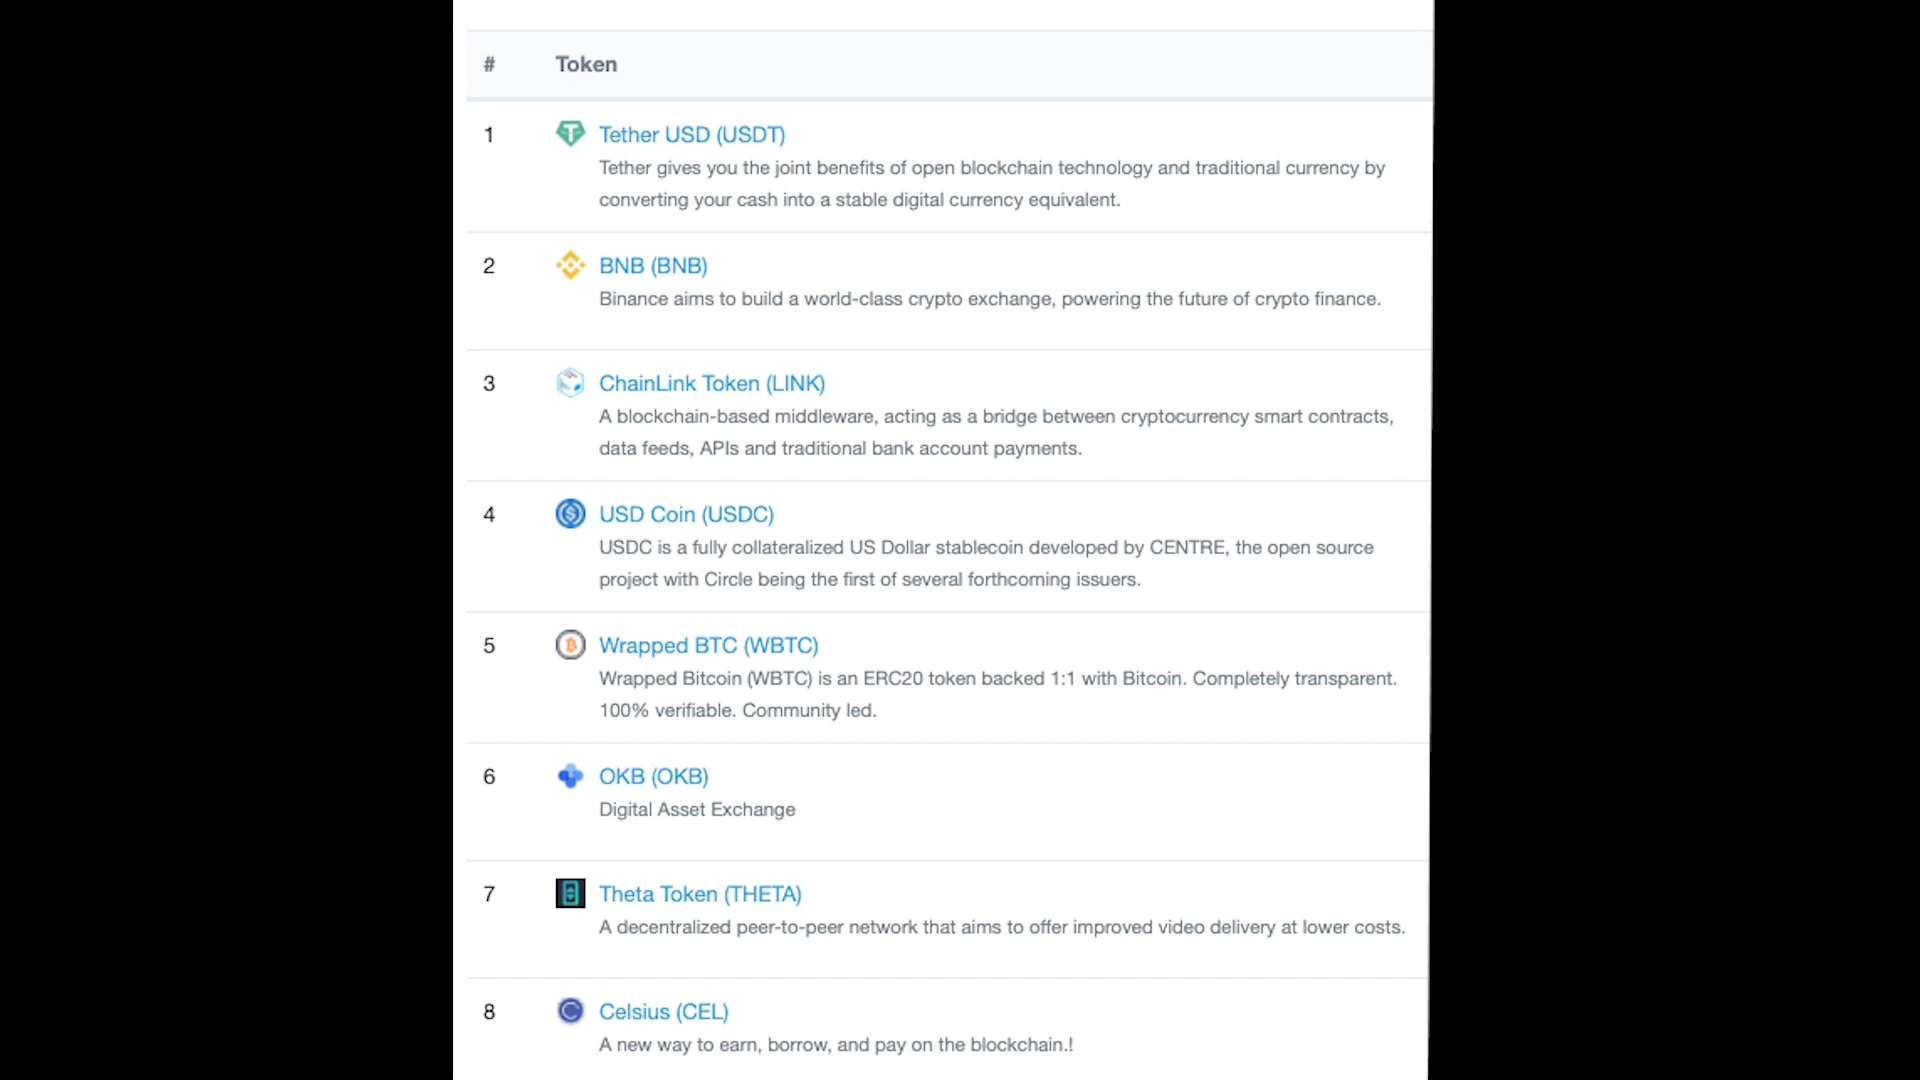 # Token
1 Tether USD (USDT)
Tether gives you the joint benefits of open blockchain technology and traditional currency by
converting your cash into a stable digital currency equivalent.
2 BNB (BNB)
Binance aims to build a world-class crypto exchange, powering the future of crypto finance.
3 ChainLink Token (LINK)
A blockchain-based middleware, acting as a bridge between cryptocurrency smart contracts,
data feeds, APIs and traditional bank account payments.
4 USD Coin (USDC)
USDC is a fully collateralized US Dollar stablecoin developed by CENTRE, the open source
project with Circle being the first of several forthcoming issuers.
5 Wrapped BTC (WBTC)
Wrapped Bitcoin (WBTC) is an ERC20 token backed 1:1 with Bitcoin. Completely transparent.
100% verifiable. Community led.
6 OKB (OKB)
Digital Asset Exchange
7 Theta Token (THETA)
A decentralized peer-to-peer network that aims to offer improved video delivery at lower costs.
8 Celsius (CEL)
A new way to earn, borrow, and pay on the blockchain.!